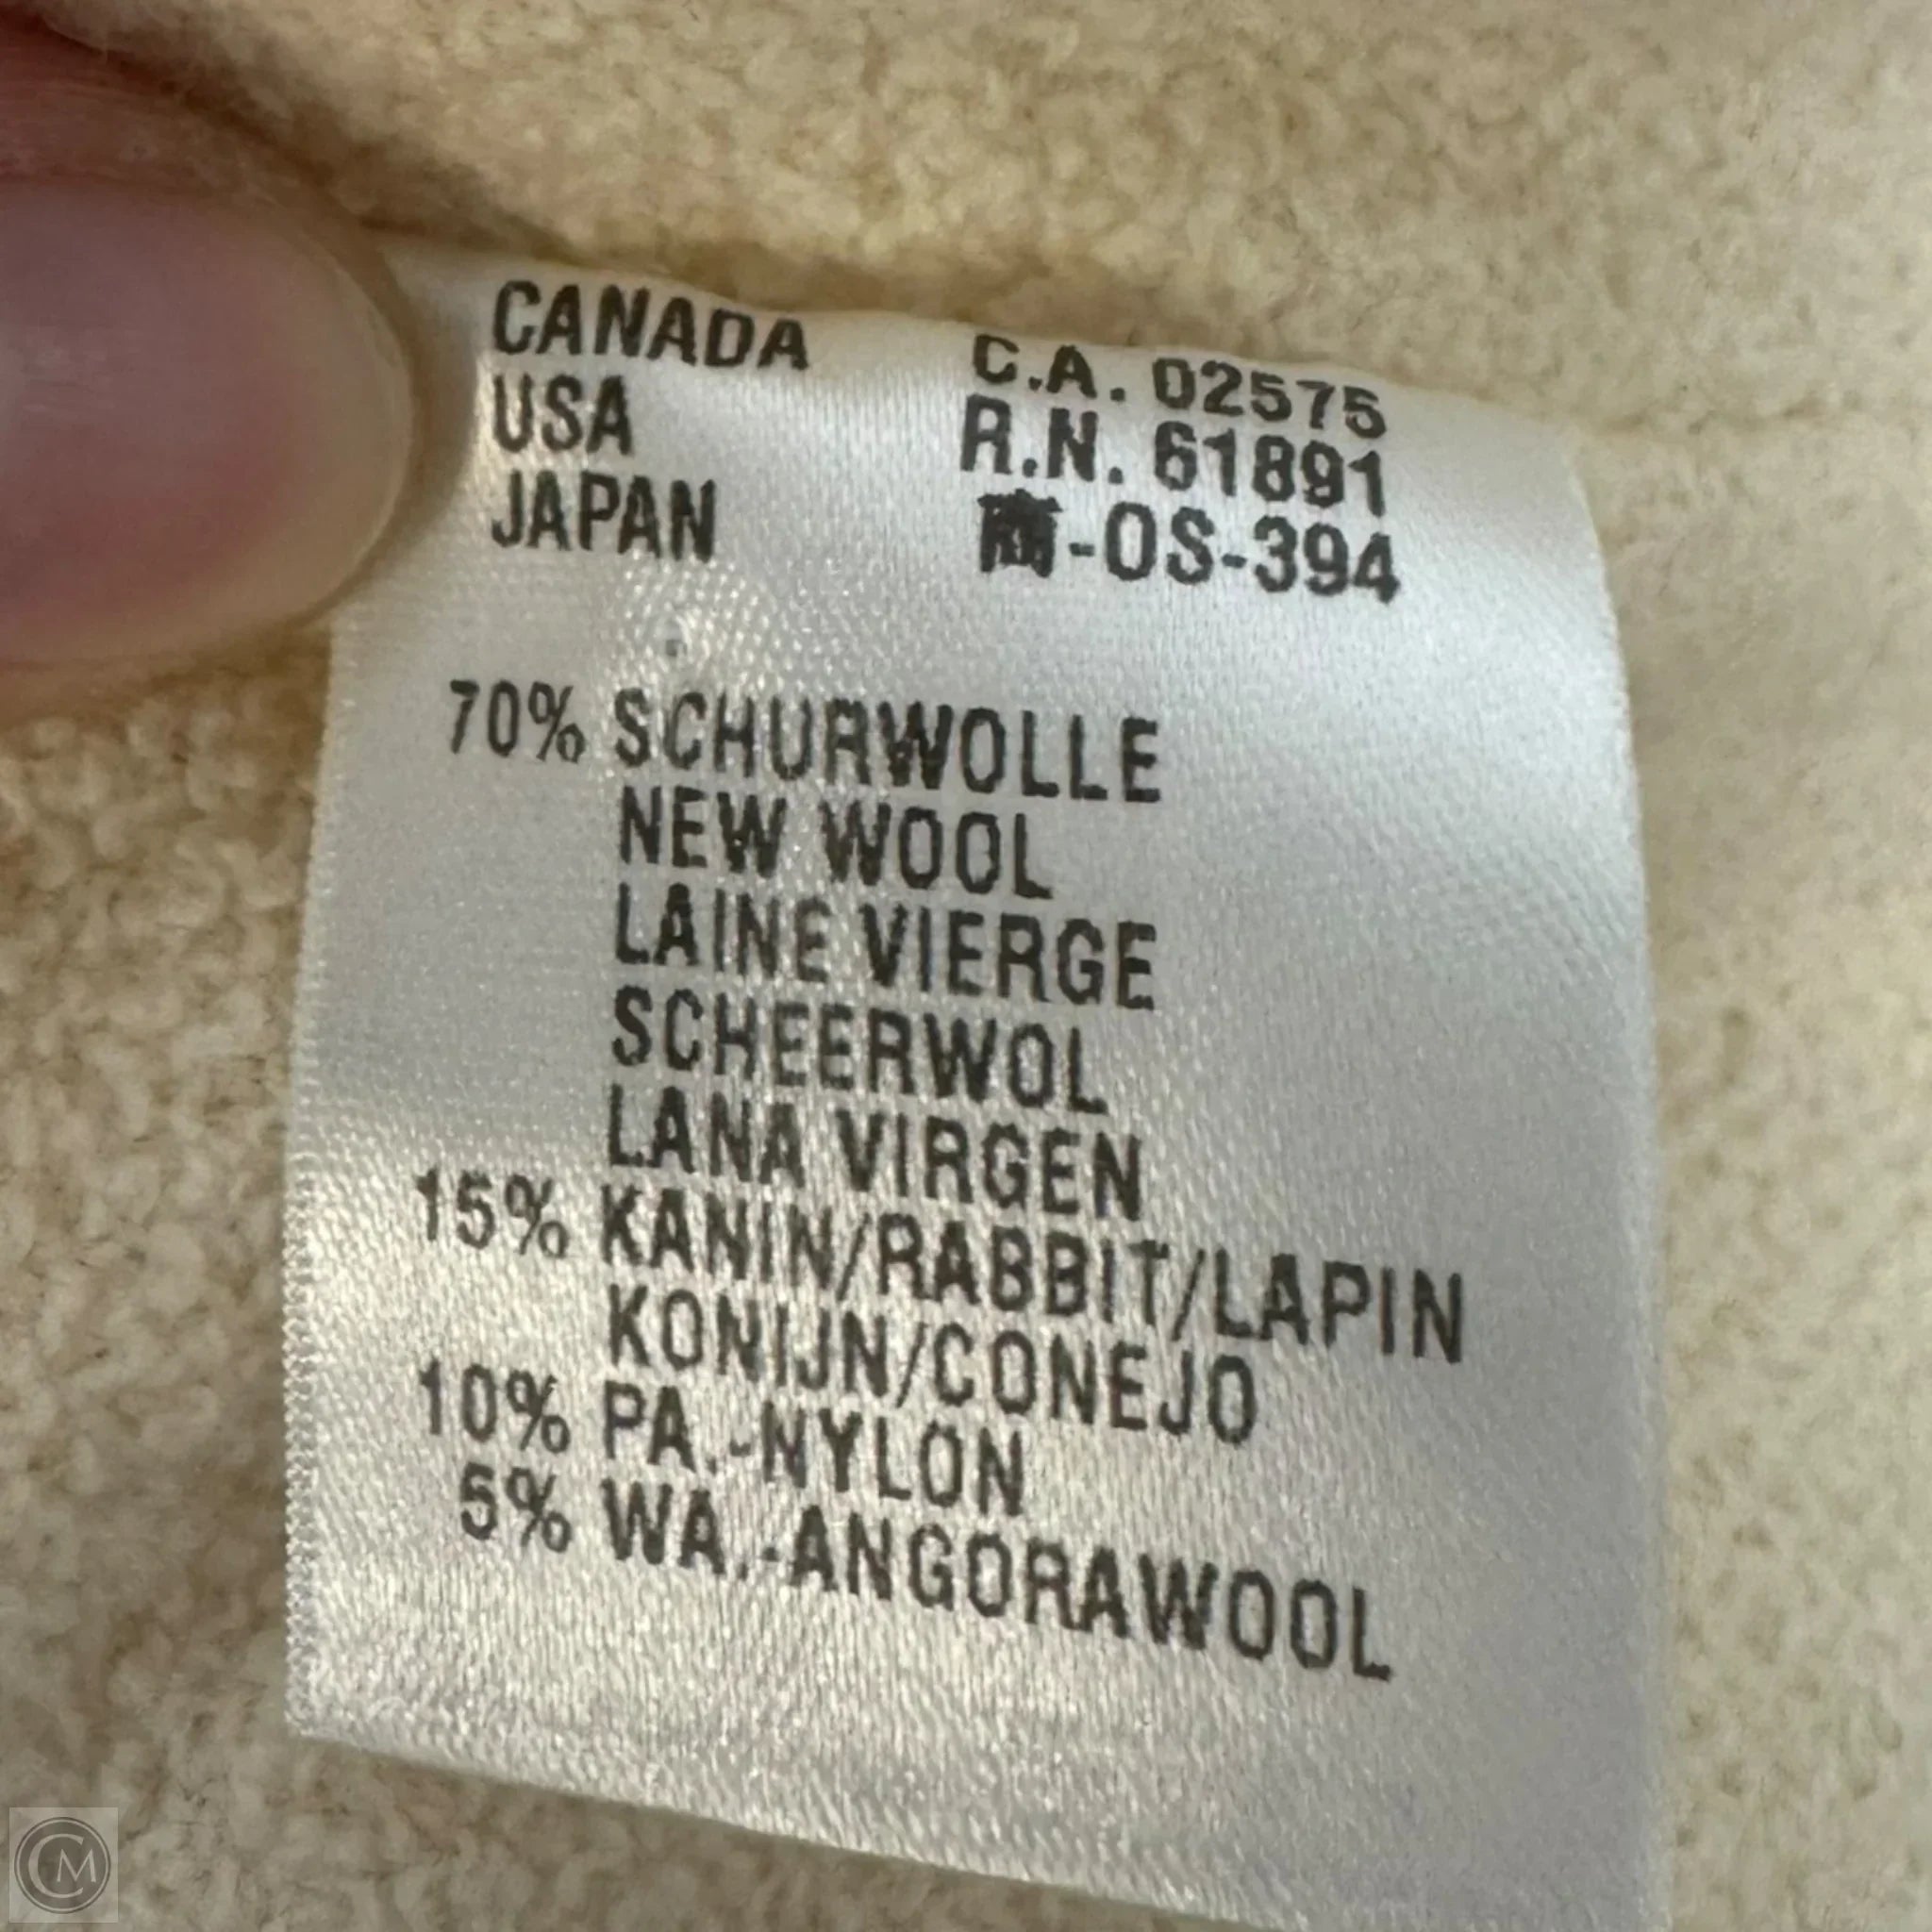 CANADA C.A. 02575
USA R.N. 61891
JAPAN 商-OS-394
70% SCHURWOLLE
NEW WOOL
LAINE VIERGE
SCHEERWOL
LANA VIRGEN
15% KANIN/RABBIT/LAPIN
KONIJN/CONEJO
10% PA.-NYLON
5% WA.-ANGORAWOOL
CM